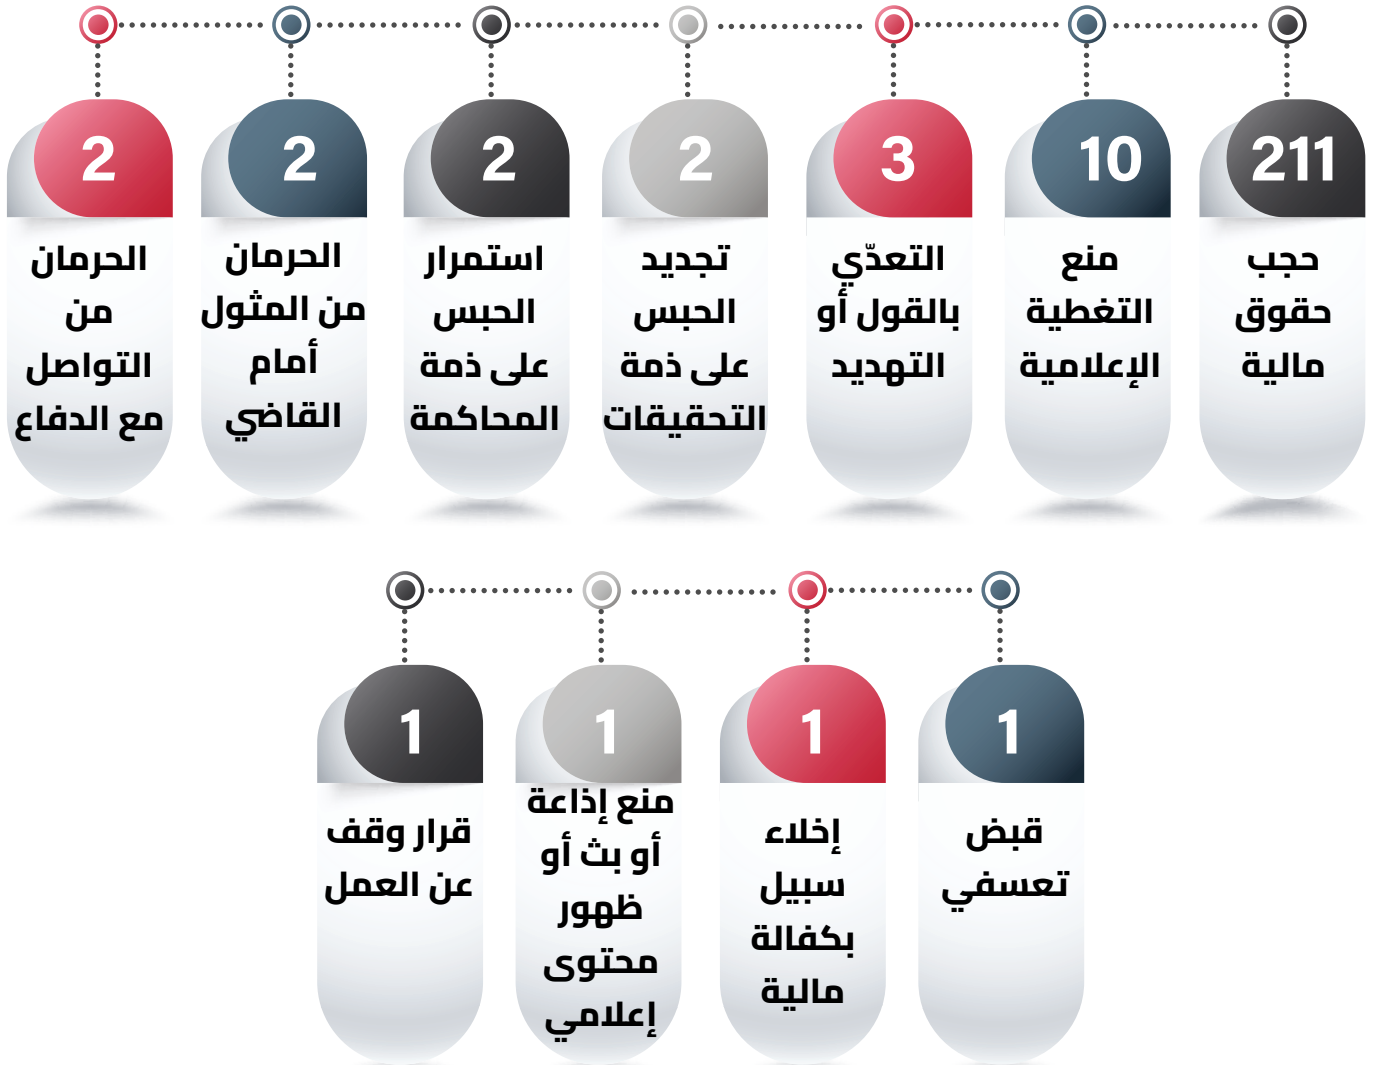 211
حجب
حقوق
مالية
10
منع
التغطية
الإعلامية
3
التعدّي
بالقول أو
التهديد
2
تجديد
الحبس
على ذمة
التحقيقات
2
استمرار
الحبس
على ذمة
المحاكمة
2
الحرمان
من المثول
أمام
القاضي
2
الحرمان
من
التواصل
مع الدفاع
1
قبض
تعسفي
1
إخلاء
سبيل
بكفالة
مالية
1
منع إذاعة
أو بث أو
ظهور
محتوى
إعلامي
1
قرار وقف
عن العمل